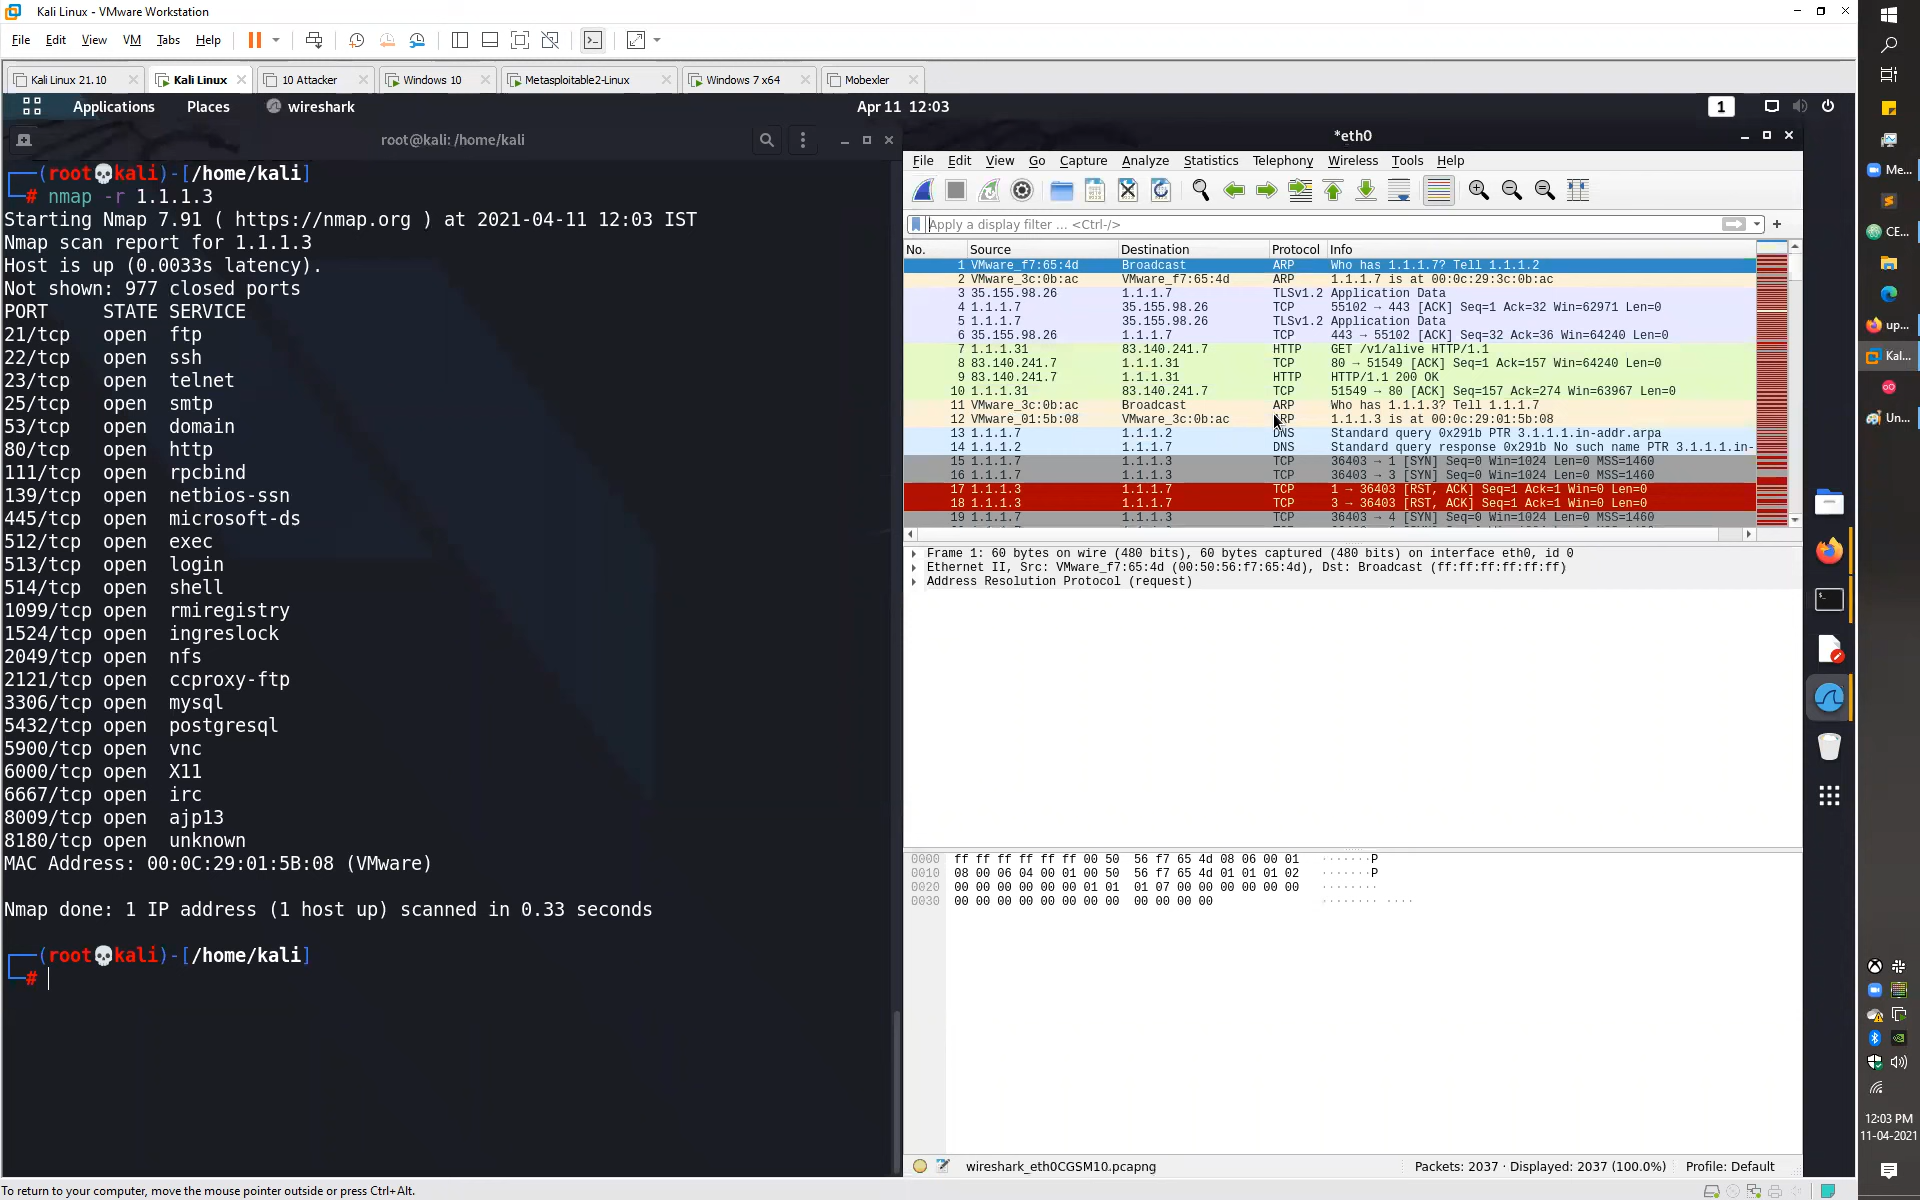 Kali Linux - VMware Workstation
File Edit View VM Tabs Help
Kali Linux 21.10
Kali Linux
10 Attacker
Windows 10
Metasploitable2-Linux
Windows 7 x64
Mobexler
Applications Places wireshark
Apr 11 12:03
1
root@kali: /home/kali
(root kali)-[/home/kali]
# nmap -r 1.1.1.3
Starting Nmap 7.91 ( https://nmap.org ) at 2021-04-11 12:03 IST
Nmap scan report for 1.1.1.3
Host is up (0.0033s latency).
Not shown: 977 closed ports
PORT STATE SERVICE
21/tcp open ftp
22/tcp open ssh
23/tcp open telnet
25/tcp open smtp
53/tcp open domain
80/tcp open http
111/tcp open rpcbind
139/tcp open netbios-ssn
445/tcp open microsoft-ds
512/tcp open exec
513/tcp open login
514/tcp open shell
1099/tcp open rmiregistry
1524/tcp open ingreslock
2049/tcp open nfs
2121/tcp open ccproxy-ftp
3306/tcp open mysql
5432/tcp open postgresql
5900/tcp open vnc
6000/tcp open X11
6667/tcp open irc
8009/tcp open ajp13
8180/tcp open unknown
MAC Address: 00:0C:29:01:5B:08 (VMware)
Nmap done: 1 IP address (1 host up) scanned in 0.33 seconds
(root kali)-[/home/kali]
#
*eth0
File Edit View Go Capture Analyze Statistics Telephony Wireless Tools Help
Apply a display filter ... <Ctrl-/>
No. Source Destination Protocol Info
1 VMware_f7:65:4d Broadcast ARP Who has 1.1.1.7? Tell 1.1.1.2
2 VMware_3c:0b:ac VMware_f7:65:4d ARP 1.1.1.7 is at 00:0c:29:3c:0b:ac
3 35.155.98.26 1.1.1.7 TLSv1.2 Application Data
4 1.1.1.7 35.155.98.26 TCP 55102 → 443 [ACK] Seq=1 Ack=32 Win=62971 Len=0
5 1.1.1.7 35.155.98.26 TLSv1.2 Application Data
6 35.155.98.26 1.1.1.7 TCP 443 → 55102 [ACK] Seq=32 Ack=36 Win=64240 Len=0
7 1.1.1.31 83.140.241.7 HTTP GET /v1/alive HTTP/1.1
8 83.140.241.7 1.1.1.31 TCP 80 → 51549 [ACK] Seq=1 Ack=157 Win=64240 Len=0
9 83.140.241.7 1.1.1.31 HTTP HTTP/1.1 200 OK
10 1.1.1.31 83.140.241.7 TCP 51549 → 80 [ACK] Seq=157 Ack=274 Win=63967 Len=0
11 VMware_3c:0b:ac Broadcast ARP Who has 1.1.1.3? Tell 1.1.1.7
12 VMware_01:5b:08 VMware_3c:0b:ac ARP 1.1.1.3 is at 00:0c:29:01:5b:08
13 1.1.1.7 1.1.1.2 DNS Standard query 0x291b PTR 3.1.1.1.in-addr.arpa
14 1.1.1.2 1.1.1.7 DNS Standard query response 0x291b No such name PTR 3.1.1.1.in-
15 1.1.1.7 1.1.1.3 TCP 36403 → 1 [SYN] Seq=0 Win=1024 Len=0 MSS=1460
16 1.1.1.7 1.1.1.3 TCP 36403 → 3 [SYN] Seq=0 Win=1024 Len=0 MSS=1460
17 1.1.1.3 1.1.1.7 TCP 1 → 36403 [RST, ACK] Seq=1 Ack=1 Win=0 Len=0
18 1.1.1.3 1.1.1.7 TCP 3 → 36403 [RST, ACK] Seq=1 Ack=1 Win=0 Len=0
19 1.1.1.7 1.1.1.3 TCP 36403 → 4 [SYN] Seq=0 Win=1024 Len=0 MSS=1460
Frame 1: 60 bytes on wire (480 bits), 60 bytes captured (480 bits) on interface eth0, id 0
Ethernet II, Src: VMware_f7:65:4d (00:50:56:f7:65:4d), Dst: Broadcast (ff:ff:ff:ff:ff:ff)
Address Resolution Protocol (request)
0000 ff ff ff ff ff ff 00 50 56 f7 65 4d 08 06 00 01 ·······P
0010 08 00 06 04 00 01 00 50 56 f7 65 4d 01 01 01 02 ·······P
0020 00 00 00 00 00 00 01 01 01 07 00 00 00 00 00 00 ········
0030 00 00 00 00 00 00 00 00 00 00 00 00 ········ ····
wireshark_eth0CGSM10.pcapng
Packets: 2037 · Displayed: 2037 (100.0%)
Profile: Default
Me...
CE...
up...
Kal...
Un...
12:03 PM
11-04-2021
To return to your computer, move the mouse pointer outside or press Ctrl+Alt.